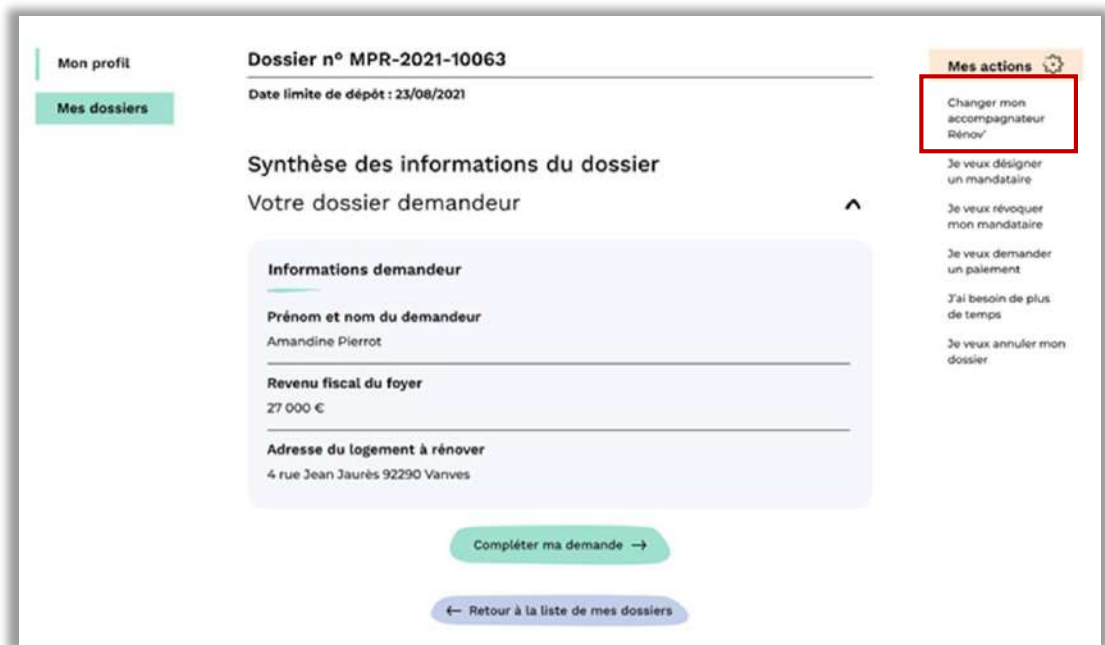 Mon profil
Mes dossiers
Dossier nº MPR-2021-10063
Date limite de dépôt : 23/08/2021
Synthèse des informations du dossier
Votre dossier demandeur
Informations demandeur
Prénom et nom du demandeur
Amandine Pierrot
Revenu fiscal du foyer
27 000 €
Adresse du logement à rénover
4 rue Jean Jaurès 92290 Vanves
Compléter ma demande →
← Retour à la liste de mes dossiers
Mes actions
Changer mon
accompagnateur
Rénov'
Je veux désigner
un mandataire
Je veux révoquer
mon mandataire
Je veux demander
un paiement
J'ai besoin de plus
de temps
Je veux annuler mon
dossier